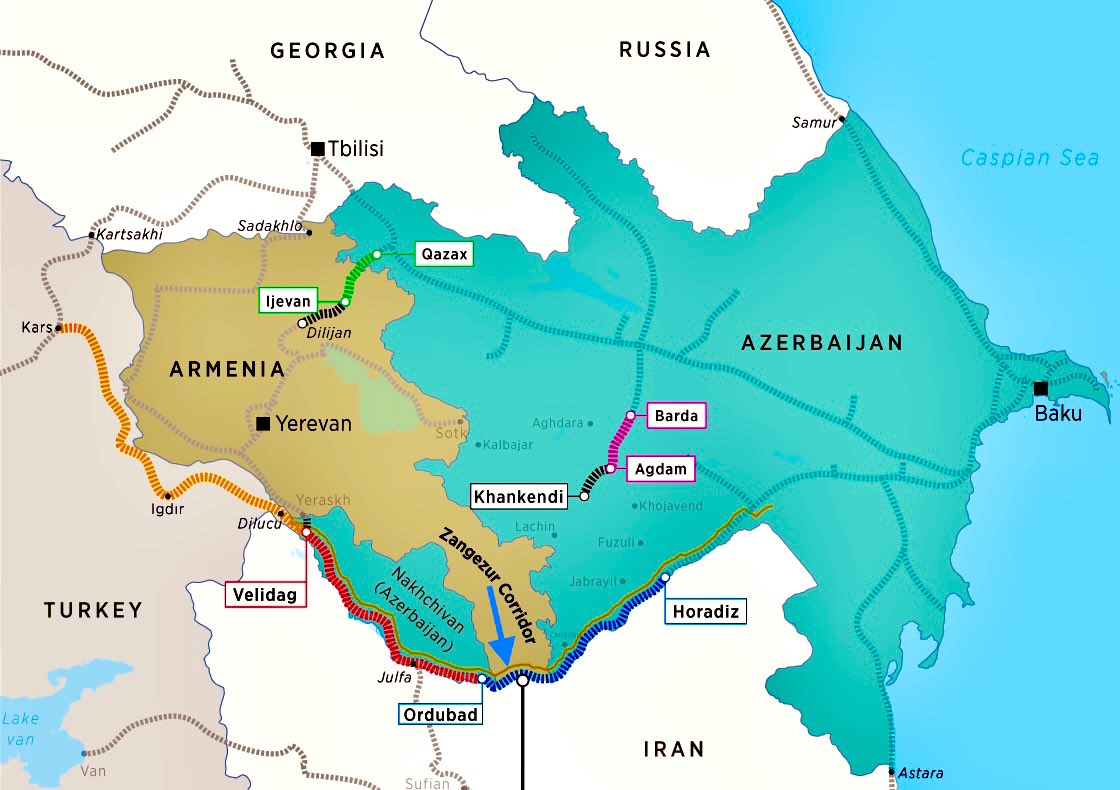 GEORGIA
RUSSIA
Samur
Tbilisi
Caspian Sea
Kartsakhi
Sadakhlo
Qazax
Ijevan
Kars
Dilijan
AZERBAIJAN
ARMENIA
Baku
Yerevan
Barda
Aghdara
Sotk
Kalbajar
Agdam
Khankendi
Igdır
Yeraskh
Khojavend
Dilucu
Lachin
Fuzuli
Zangezur Corridor
Nakhchivan
(Azerbaijan)
Jabrayil
Velidag
TURKEY
Horadiz
Julfa
Ordubad
Lake
van
IRAN
Van
Sufian
Astara